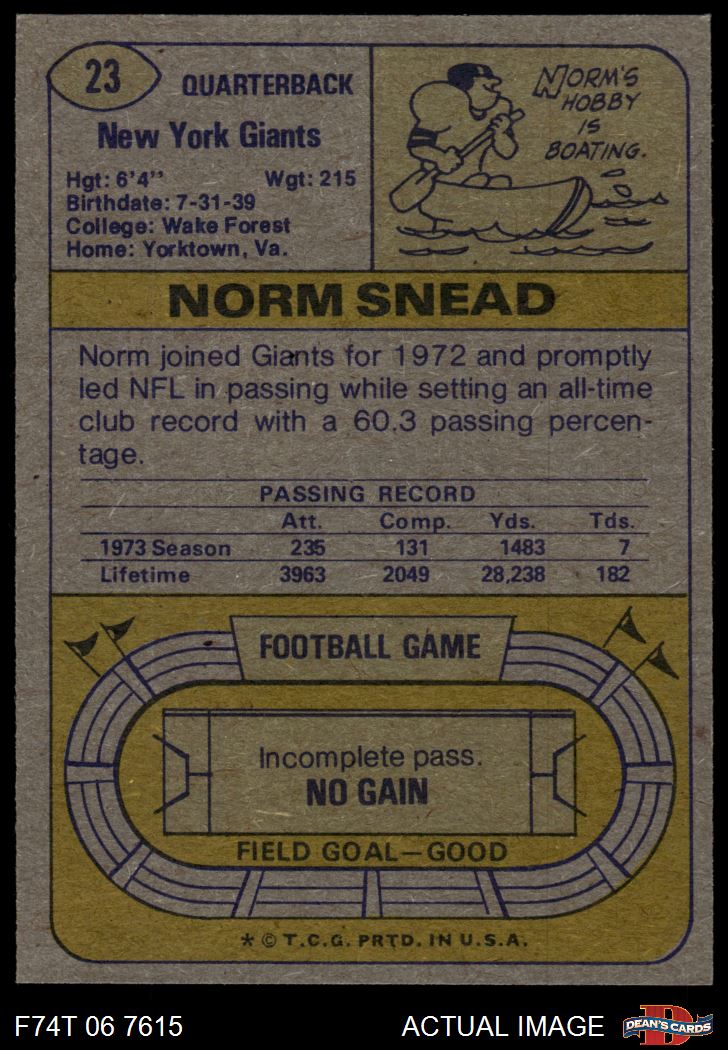 23
QUARTERBACK
New York Giants
Hgt: 6'4" Wgt: 215
Birthdate: 7-31-39
College: Wake Forest
Home: Yorktown, Va.
NORM'S
HOBBY
IS
BOATING.
NORM SNEAD
Norm joined Giants for 1972 and promptly
led NFL in passing while setting an all-time
club record with a 60.3 passing percen-
tage.
PASSING RECORD
Att. Comp. Yds. Tds.
1973 Season 235 131 1483 7
Lifetime 3963 2049 28,238 182
FOOTBALL GAME
Incomplete pass.
NO GAIN
FIELD GOAL—GOOD
* © T.C.G. PRTD. IN U.S.A.
F74T 06 7615 ACTUAL IMAGE
D
DEAN'S CARDS